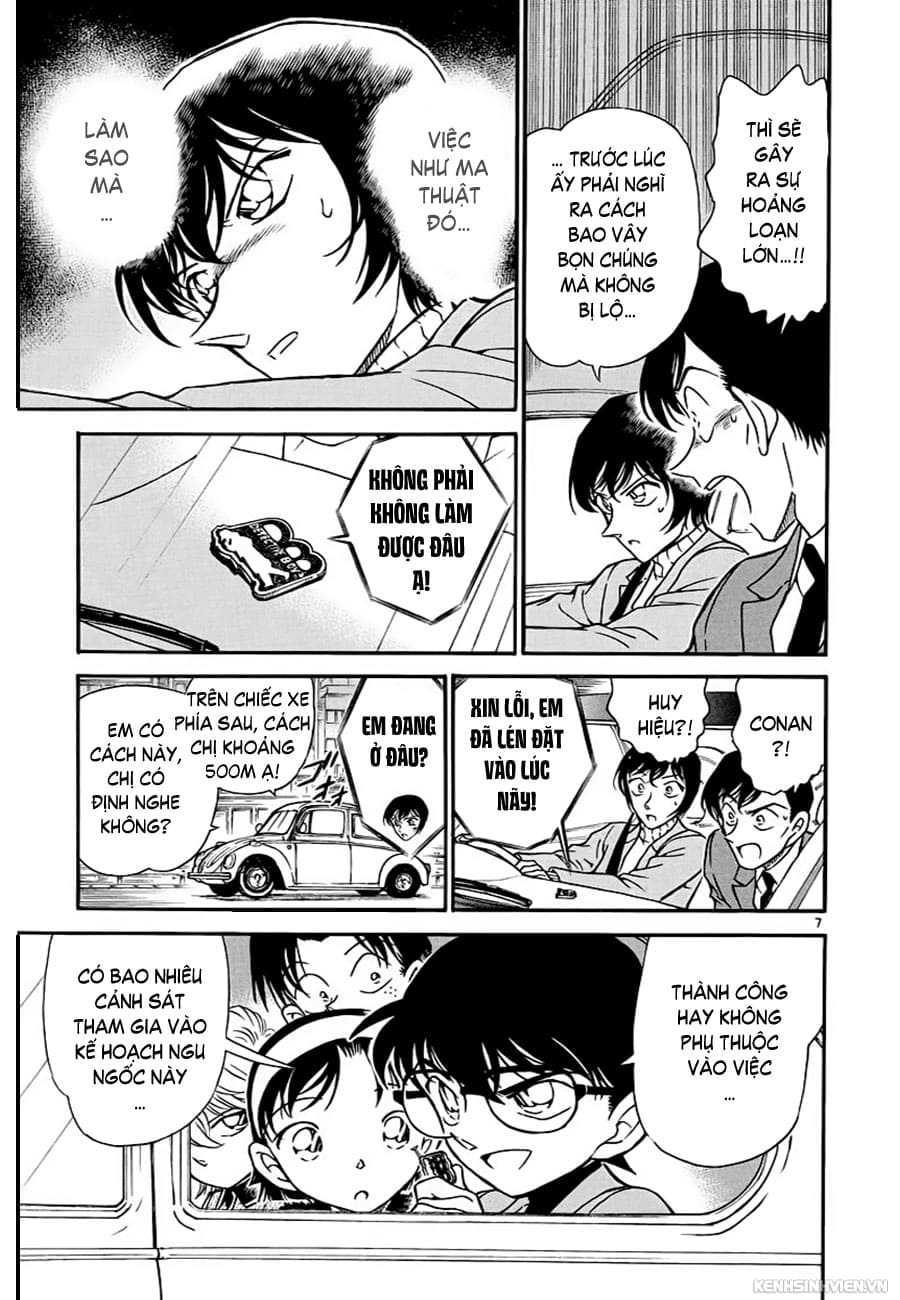 THÌ SẼ
GÂY
RA SỰ
HOẢNG
LOẠN
LỚN...!!
... TRƯỚC LÚC
ẤY PHẢI NGHĨ
RA CÁCH
BAO VÂY
BỌN CHÚNG
MÀ KHÔNG
BỊ LỘ...
VIỆC
NHƯ MA
THUẬT
ĐÓ...
LÀM
SAO
MÀ
...
KHÔNG PHẢI
KHÔNG LÀM
ĐƯỢC ĐÂU
Ạ!
CONAN
?!
HUY
HIỆU?!
XIN LỖI, EM
ĐÃ LÉN ĐẶT
VÀO LÚC
NÃY!
EM ĐANG
Ở ĐÂU?
TRÊN CHIẾC XE
PHÍA SAU, CÁCH
CHỊ KHOẢNG
500M Ạ!
EM CÓ
CÁCH NÀY,
CHỊ CÓ
ĐỊNH NGHE
KHÔNG?
7
THÀNH CÔNG
HAY KHÔNG
PHỤ THUỘC
VÀO VIỆC
...
CÓ BAO NHIÊU
CẢNH SÁT
THAM GIA VÀO
KẾ HOẠCH NGU
NGỐC NÀY
...
KENHSINHVIEN.VN